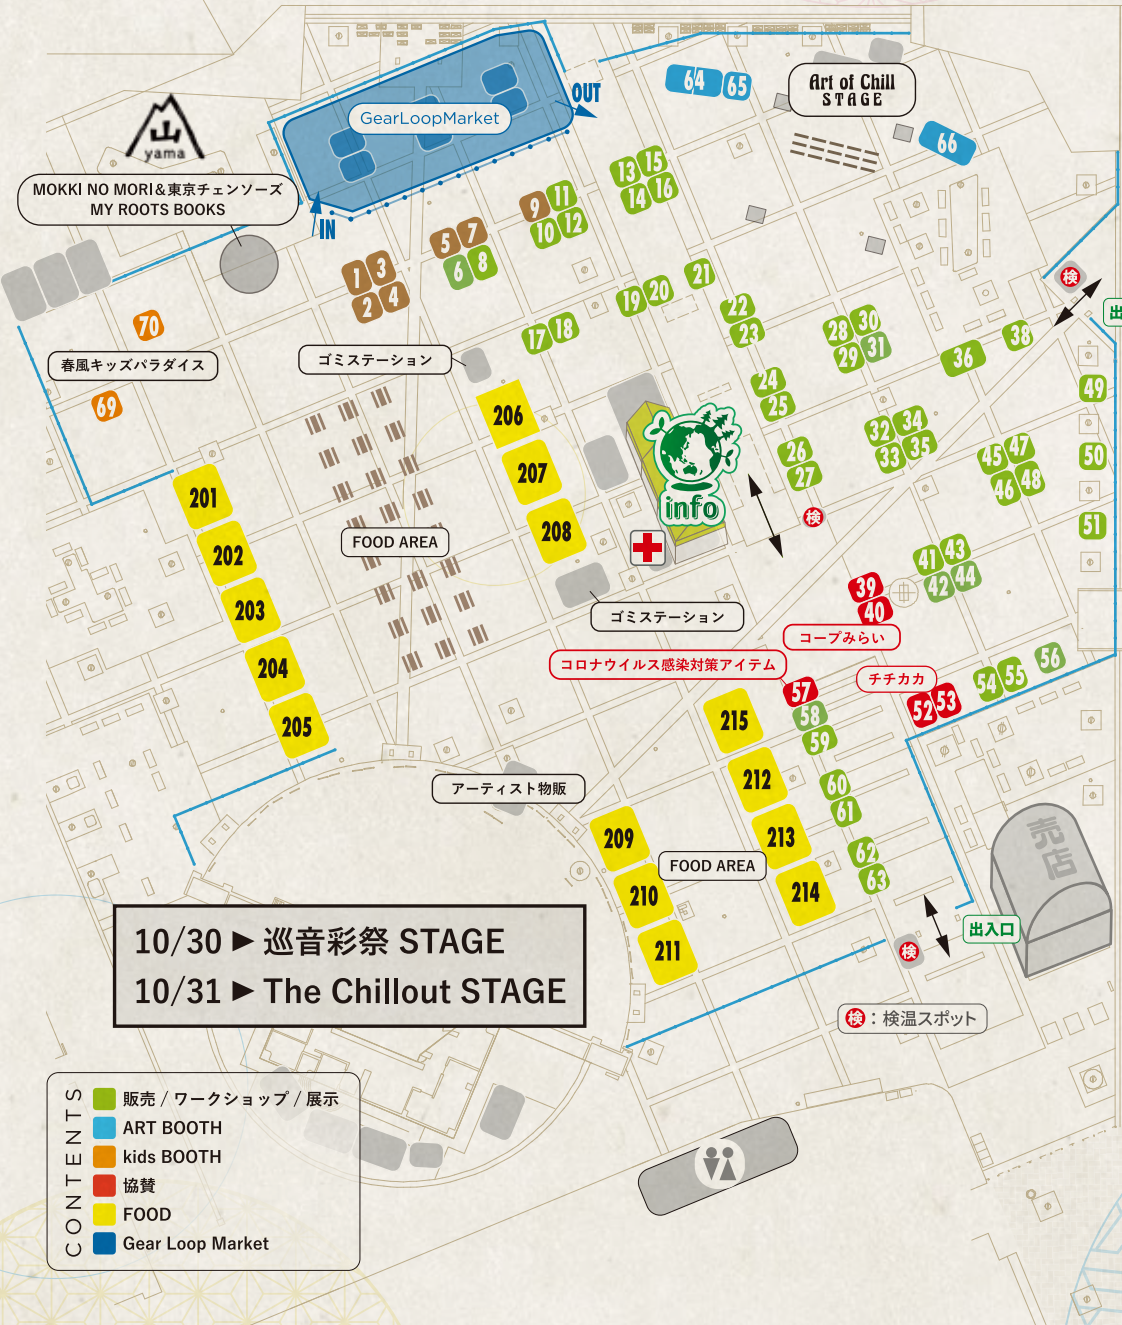 64
65
Art of Chill
STAGE
OUT
GearLoopMarket
66
山
yama
13
15
14
16
MOKKI NO MORI&東京チェンソーズ
MY ROOTS BOOKS
9
11
10
12
IN
5
7
6
8
1
3
2
4
検
出
21
19
20
22
23
17
18
28
30
29
31
38
36
70
春風キッズパラダイス
69
ゴミステーション
24
25
49
206
207
208
info
32
34
33
35
26
27
45
47
46
48
50
51
検
201
202
203
204
205
FOOD AREA
ゴミステーション
41
43
42
44
39
40
コープみらい
コロナウイルス感染対策アイテム
チチカカ
57
58
59
52
53
54
55
56
215
212
213
214
60
61
62
63
アーティスト物販
209
210
211
FOOD AREA
売店
出入口
検
10/30 ▶ 巡音彩祭 STAGE
10/31 ▶ The Chillout STAGE
検 : 検温スポット
CONTENTS
販売 / ワークショップ / 展示
ART BOOTH
kids BOOTH
協賛
FOOD
Gear Loop Market